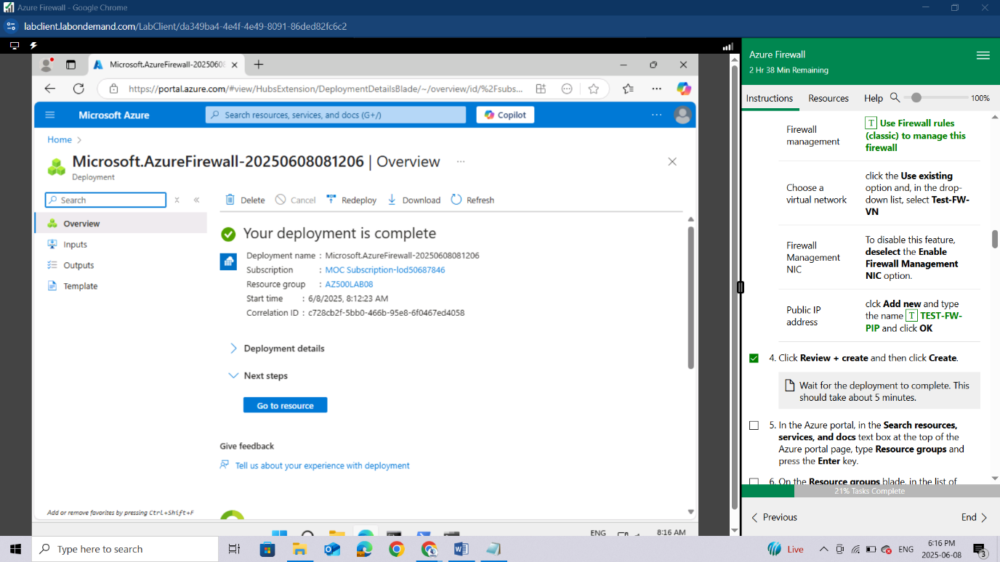 Azure Firewall - Google Chrome
labclient.labondemand.com/LabClient/da349ba4-4e4f-4e49-8091-86ded82fc6c2
Microsoft.AzureFirewall-20250608
https://portal.azure.com/#view/HubsExtension/DeploymentDetailsBlade/~/overview/id/%2Fsubs...
Microsoft Azure
Search resources, services, and docs (G+/)
Copilot
Home
Microsoft.AzureFirewall-20250608081206 | Overview
Deployment
Search
Delete
Cancel
Redeploy
Download
Refresh
Overview
Inputs
Outputs
Template
Your deployment is complete
Deployment name : Microsoft.AzureFirewall-20250608081206
Subscription : MOC Subscription-lod50687846
Resource group : AZ500LAB08
Start time : 6/8/2025, 8:12:23 AM
Correlation ID : c728cb2f-5bb0-466b-95e8-6f0467ed4058
Deployment details
Next steps
Go to resource
Give feedback
Tell us about your experience with deployment
Add or remove favorites by pressing Ctrl+Shift+F
ENG
8:16 AM
Azure Firewall
2 Hr 38 Min Remaining
Instructions
Resources
Help
100%
Firewall
management
T Use Firewall rules
(classic) to manage this
firewall
Choose a
virtual network
click the Use existing
option and, in the drop-
down list, select Test-FW-
VN
Firewall
Management
NIC
To disable this feature,
deselect the Enable
Firewall Management
NIC option.
Public IP
address
clck Add new and type
the name T TEST-FW-
PIP and click OK
4. Click Review + create and then click Create.
Wait for the deployment to complete. This
should take about 5 minutes.
5. In the Azure portal, in the Search resources,
services, and docs text box at the top of the
Azure portal page, type Resource groups and
press the Enter key.
6. On the Resource groups blade, in the list of
21% Tasks Complete
Previous
End
Type here to search
Live
ENG
6:16 PM
2025-06-08
3